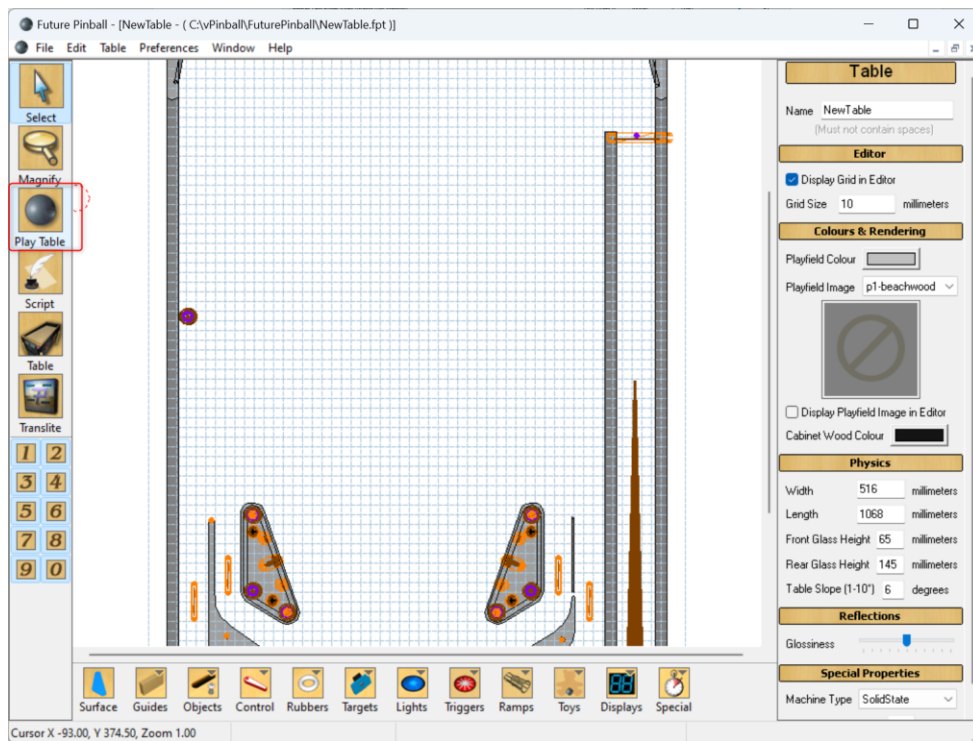 Future Pinball - [NewTable - ( C:\vPinball\FuturePinball\NewTable.fpt )]
File Edit Table Preferences Window Help
Select
Magnify
Play Table
Script
Table
Translite
1 2
3 4
5 6
7 8
9 0
Table
Name NewTable
(Must not contain spaces)
Editor
Display Grid in Editor
Grid Size 10 millimeters
Colours & Rendering
Playfield Colour
Playfield Image p1-beachwood
Display Playfield Image in Editor
Cabinet Wood Colour
Physics
Width 516 millimeters
Length 1068 millimeters
Front Glass Height 65 millimeters
Rear Glass Height 145 millimeters
Table Slope (1-10°) 6 degrees
Reflections
Glossiness
Special Properties
Machine Type SolidState
Surface Guides Objects Control Rubbers Targets Lights Triggers Ramps Toys Displays Special
Cursor X -93.00, Y 374.50, Zoom 1.00